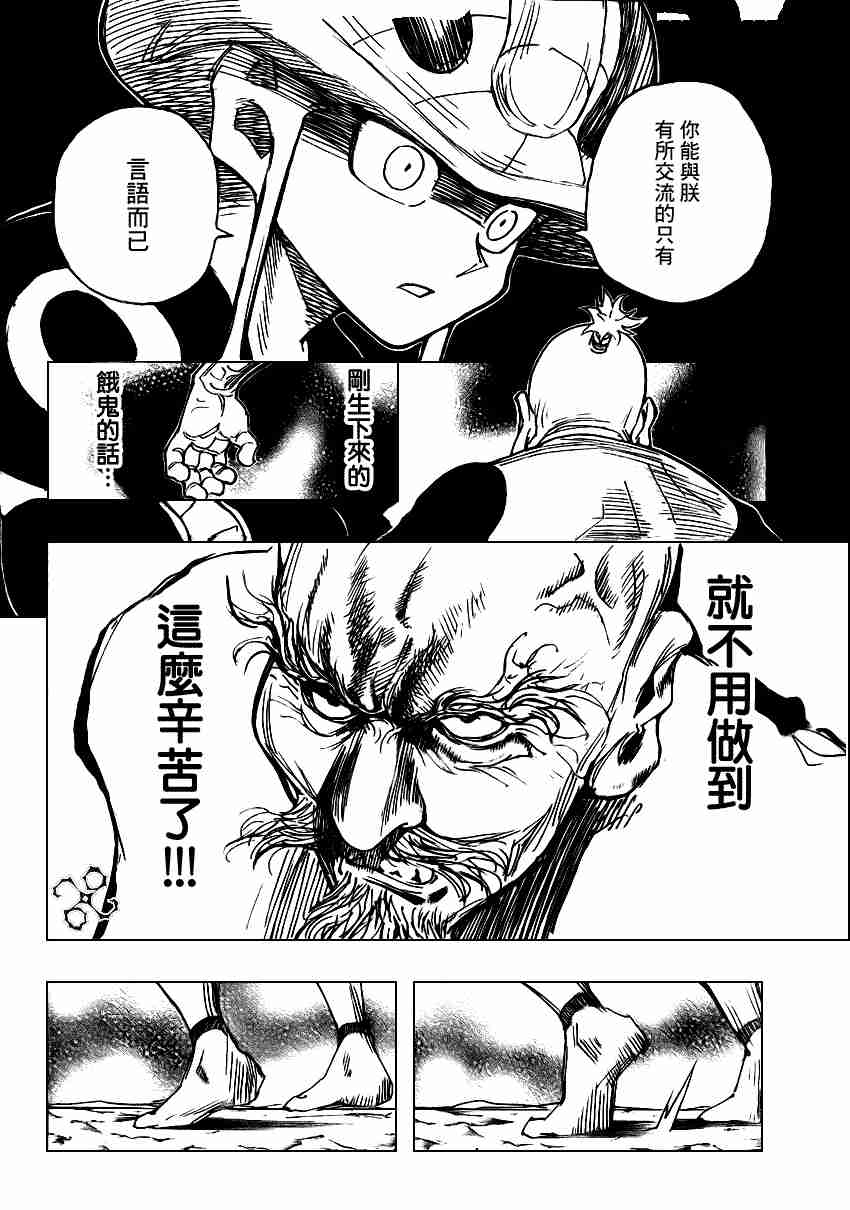 你能與朕
有所交流的只有
言語而已
剛生下來的
餓鬼的話…
就不用做到
這麼辛苦了!!!